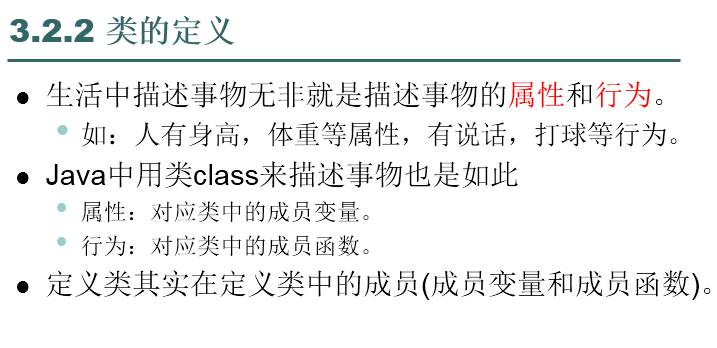 3.2.2 类的定义
生活中描述事物无非就是描述事物的属性和行为。
如：人有身高，体重等属性，有说话，打球等行为。
Java中用类class来描述事物也是如此
属性：对应类中的成员变量。
行为：对应类中的成员函数。
定义类其实在定义类中的成员(成员变量和成员函数)。